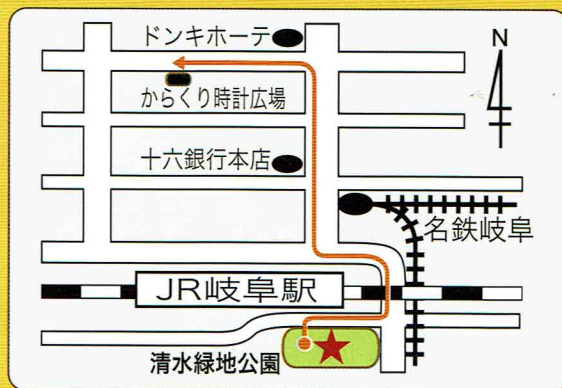 ドンキホーテ
N
からくり時計広場
十六銀行本店
名鉄岐阜
JR岐阜駅
清水緑地公園